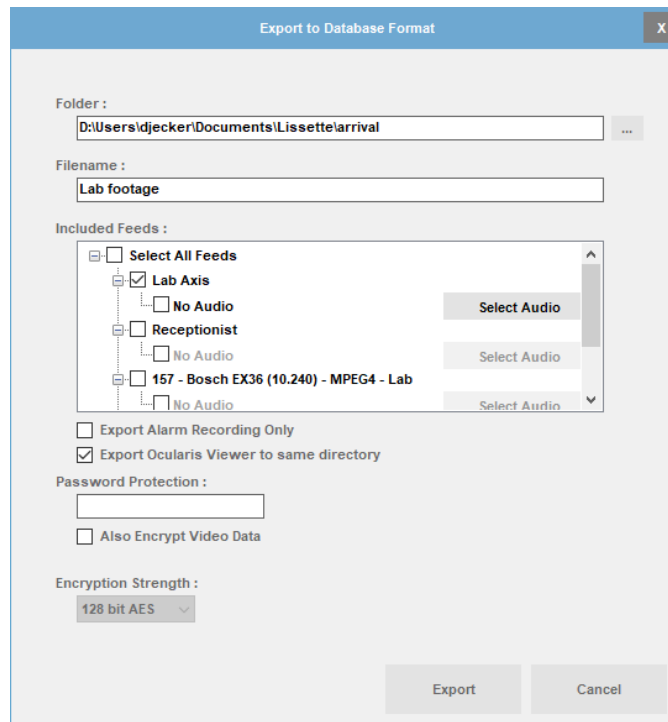 Export to Database Format X
Folder :
D:\Users\djecker\Documents\Lissette\arrival ...
Filename :
Lab footage
Included Feeds :
Select All Feeds
Lab Axis
No Audio Select Audio
Receptionist
No Audio Select Audio
157 - Bosch EX36 (10.240) - MPEG4 - Lab
No Audio Select Audio
Export Alarm Recording Only
Export Ocularis Viewer to same directory
Password Protection :
Also Encrypt Video Data
Encryption Strength :
128 bit AES
Export Cancel